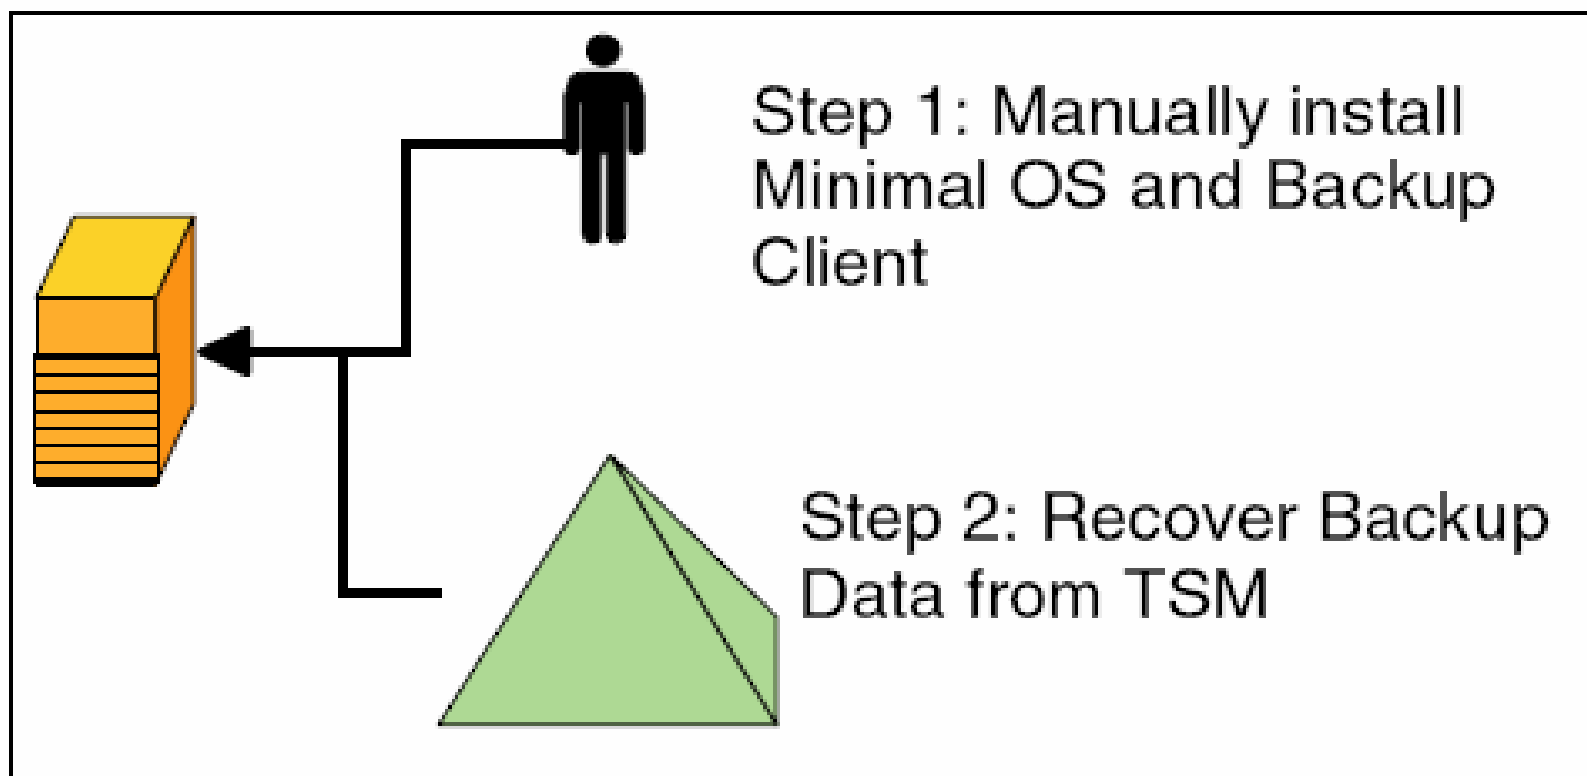 Step 1: Manually install
Minimal OS and Backup
Client
Step 2: Recover Backup
Data from TSM